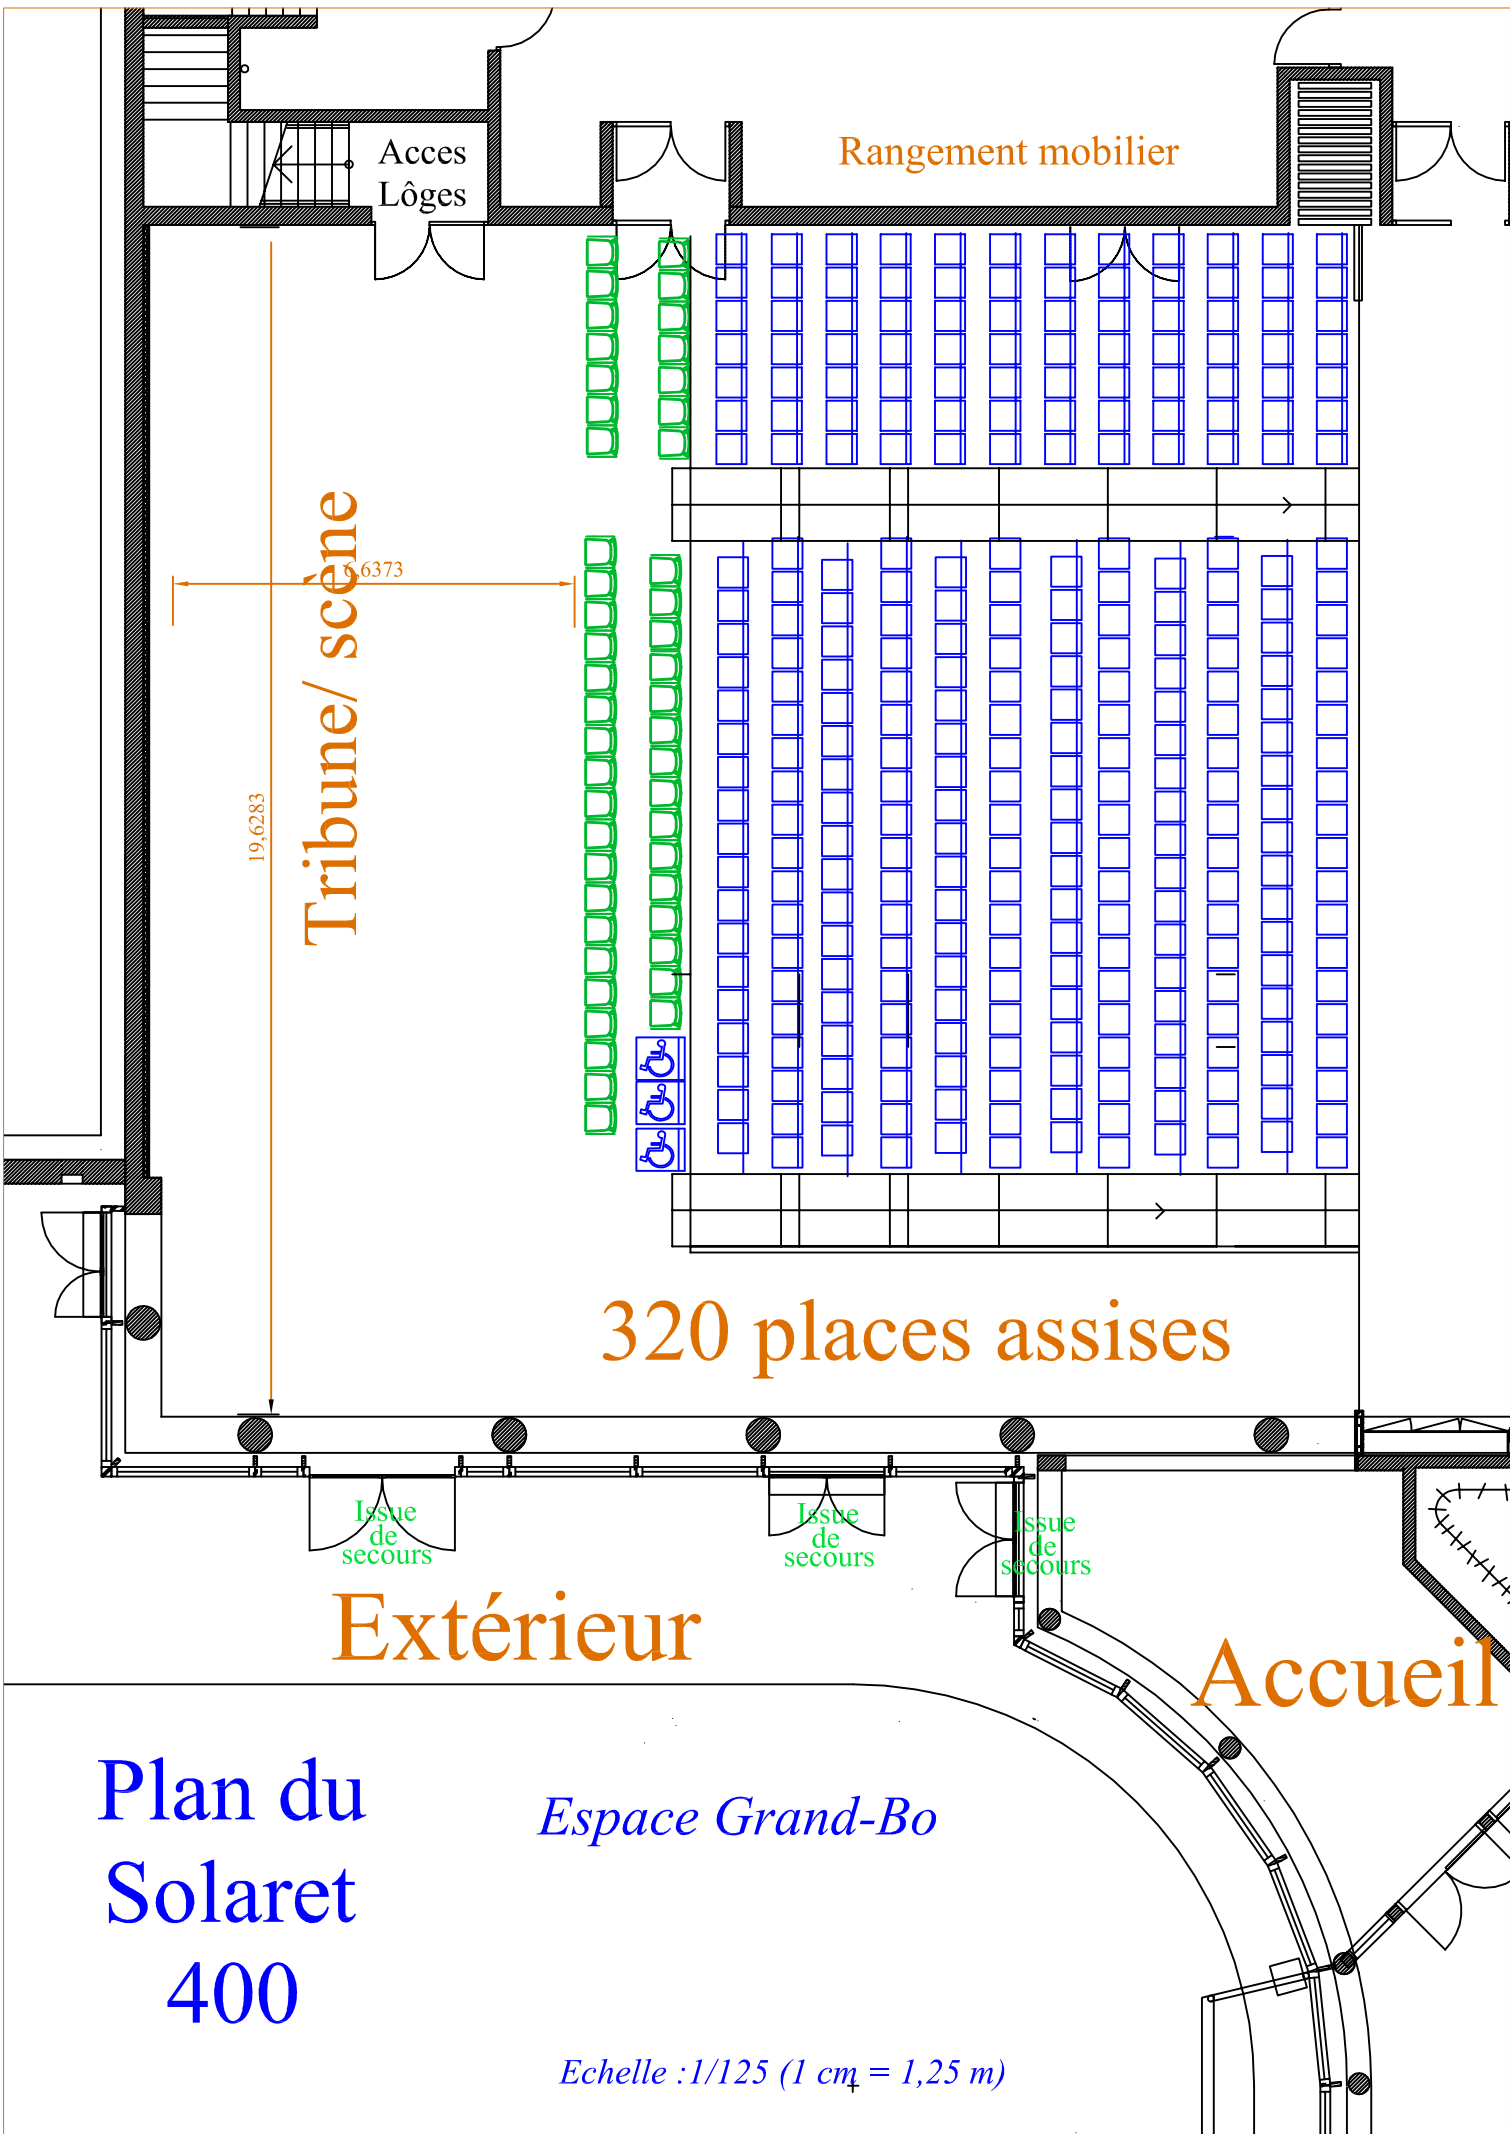 Acces
Lôges
Rangement mobilier
Tribune/ scène
6,6373
19,6283
320 places assises
Issue
de
secours
Issue
de
secours
Issue
de
secours
Extérieur
Accueil
Plan du
Solaret
400
Espace Grand-Bo
Echelle :1/125 (1 cm = 1,25 m)